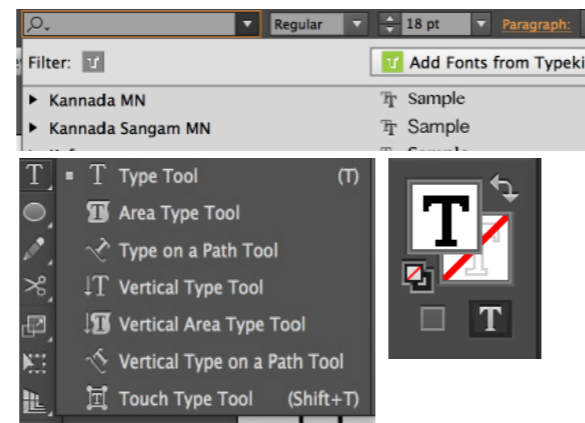 Regular 18 pt Paragraph:
Filter: Add Fonts from Typeki
Kannada MN Sample
Kannada Sangam MN Sample
Type Tool (T)
Area Type Tool
Type on a Path Tool
Vertical Type Tool
Vertical Area Type Tool
Vertical Type on a Path Tool
Touch Type Tool (Shift+T)